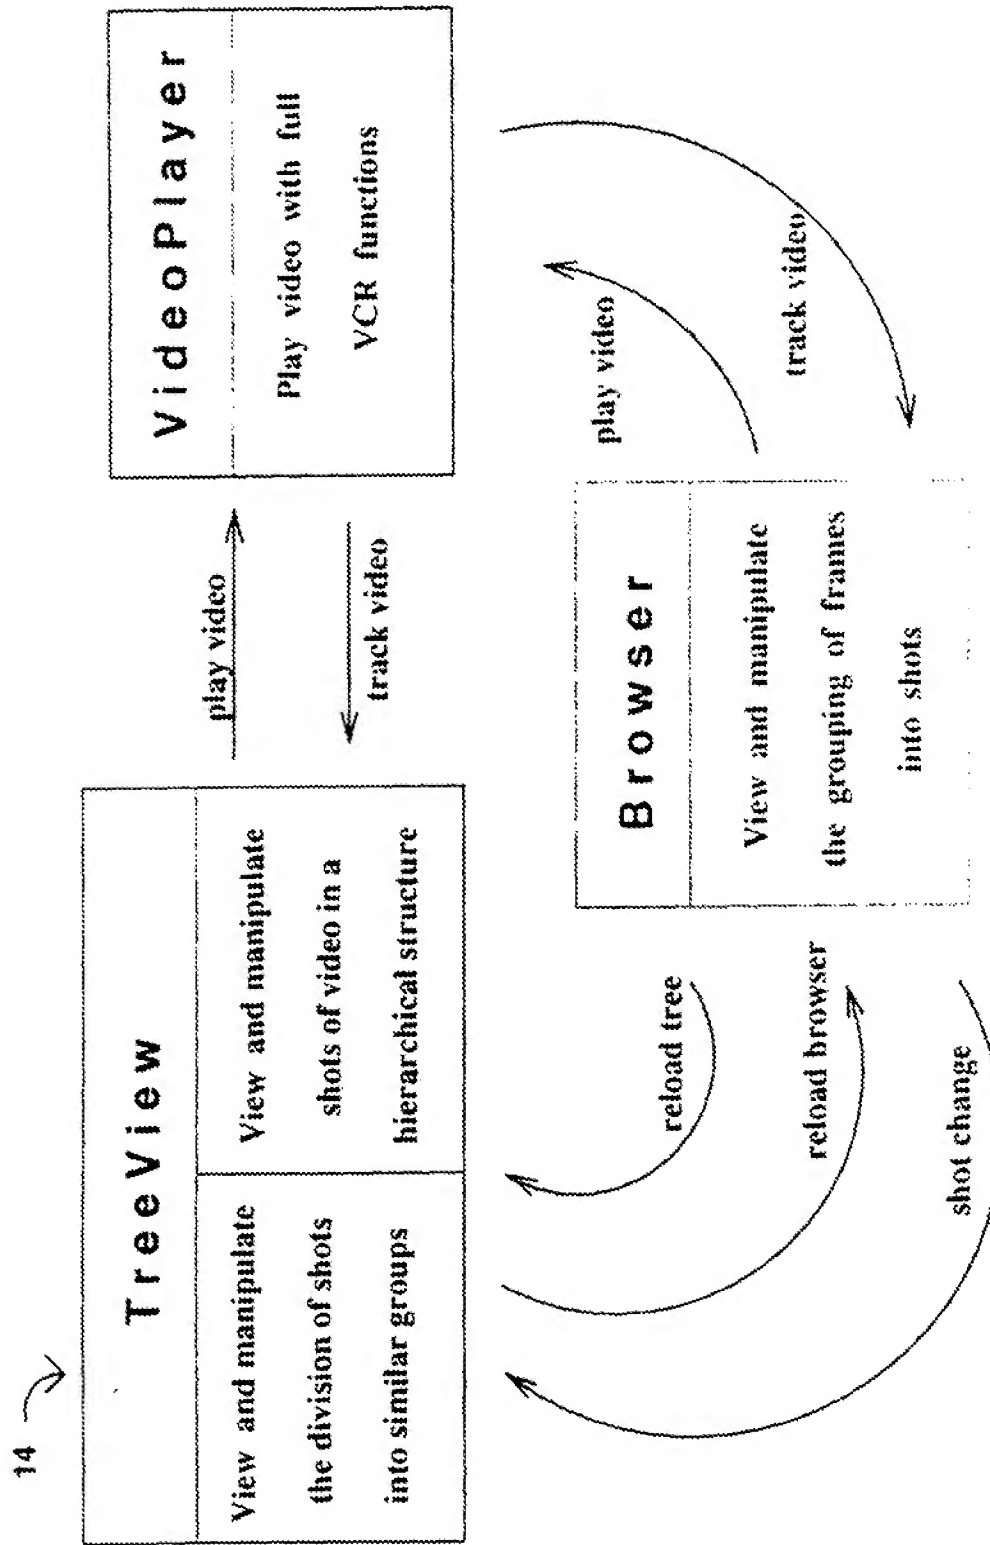 14
TreeView
View and manipulate
the division of shots
into similar groups
View and manipulate
shots of video in a
hierarchical structure
play video
track video
VideoPlayer
Play video with full
VCR functions
reload tree
reload browser
shot change
Browser
View and manipulate
the grouping of frames
into shots
play video
track video